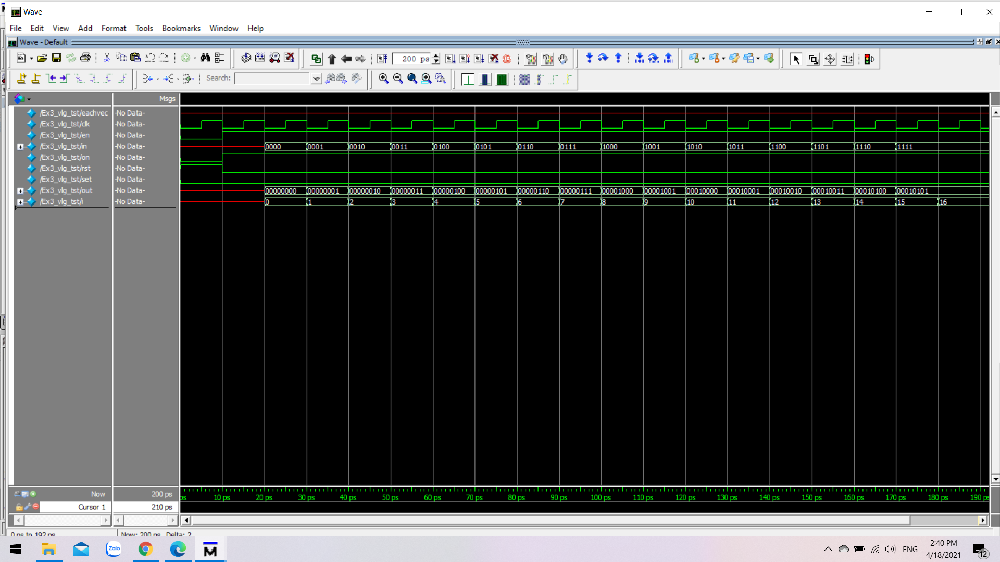 Wave
File Edit View Add Format Tools Bookmarks Window Help
Wave - Default
200 ps
Search:
Msgs
/Ex3_vlg_tst/eachvec -No Data-
/Ex3_vlg_tst/clk -No Data-
/Ex3_vlg_tst/en -No Data-
/Ex3_vlg_tst/in -No Data- 0000 0001 0010 0011 0100 0101 0110 0111 1000 1001 1010 1011 1100 1101 1110 1111
/Ex3_vlg_tst/on -No Data-
/Ex3_vlg_tst/rst -No Data-
/Ex3_vlg_tst/set -No Data-
/Ex3_vlg_tst/out -No Data- 00000000 00000001 00000010 00000011 00000100 00000101 00000110 00000111 00001000 00001001 00010000 00010001 00010010 00010011 00010100 00010101
/Ex3_vlg_tst/i -No Data- 0 1 2 3 4 5 6 7 8 9 10 11 12 13 14 15 16
Now 200 ps
ps 10 ps 20 ps 30 ps 40 ps 50 ps 60 ps 70 ps 80 ps 90 ps 100 ps 110 ps 120 ps 130 ps 140 ps 150 ps 160 ps 170 ps 180 ps 190 ps
Cursor 1 210 ps
0 ps to 192 ps Now: 200 ps Delta: 2
Zalo
M
ENG
2:40 PM
4/18/2021
12